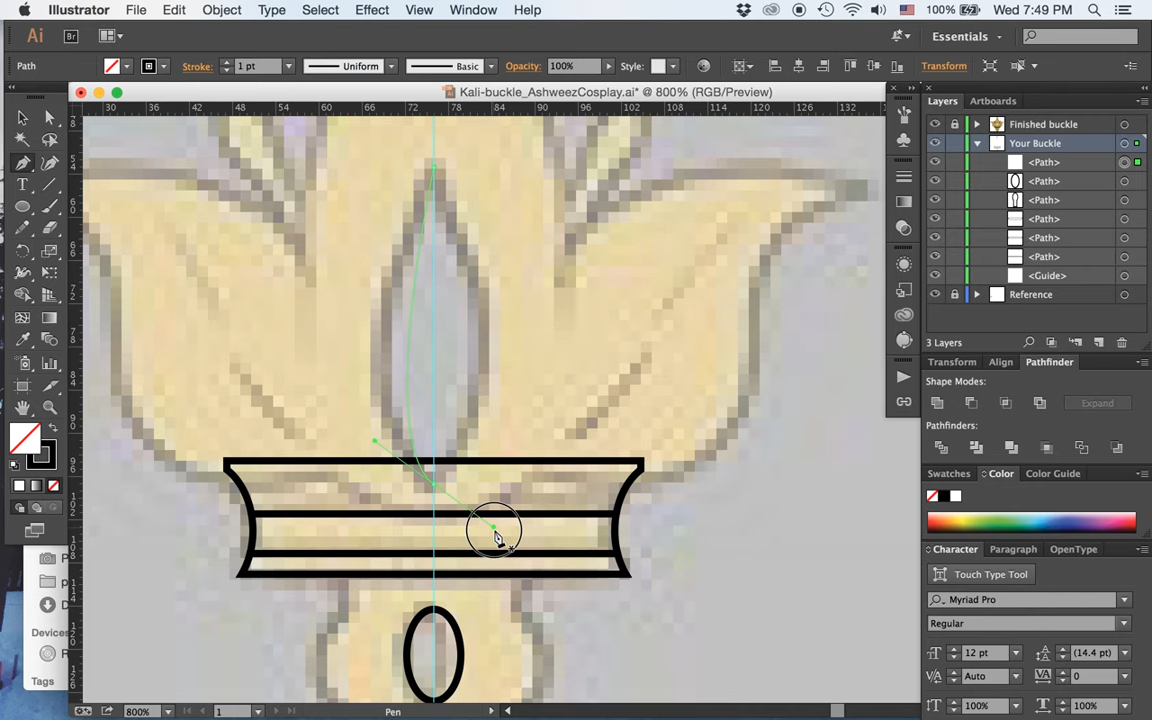 Illustrator File Edit Object Type Select Effect View Window Help 100% Wed 7:49 PM
Ai Br Essentials
Path Stroke: 1 pt Uniform Basic Opacity: 100% Style: Transform
Kali-buckle_AshweezCosplay.ai* @ 800% (RGB/Preview)
30 36 42 48 54 60 66 72 78 84 90 96 102 108 114 120 126 132 138
Layers Artboards
Finished buckle
Your Buckle
<Path>
<Path>
<Path>
<Path>
<Path>
<Path>
<Guide>
Reference
3 Layers
Transform Align Pathfinder
Shape Modes:
Expand
Pathfinders:
Swatches Color Color Guide
Character Paragraph OpenType
Touch Type Tool
Myriad Pro
Regular
12 pt (14.4 pt)
Auto 0
100% 100%
Devices
Tags
800% 1 Pen